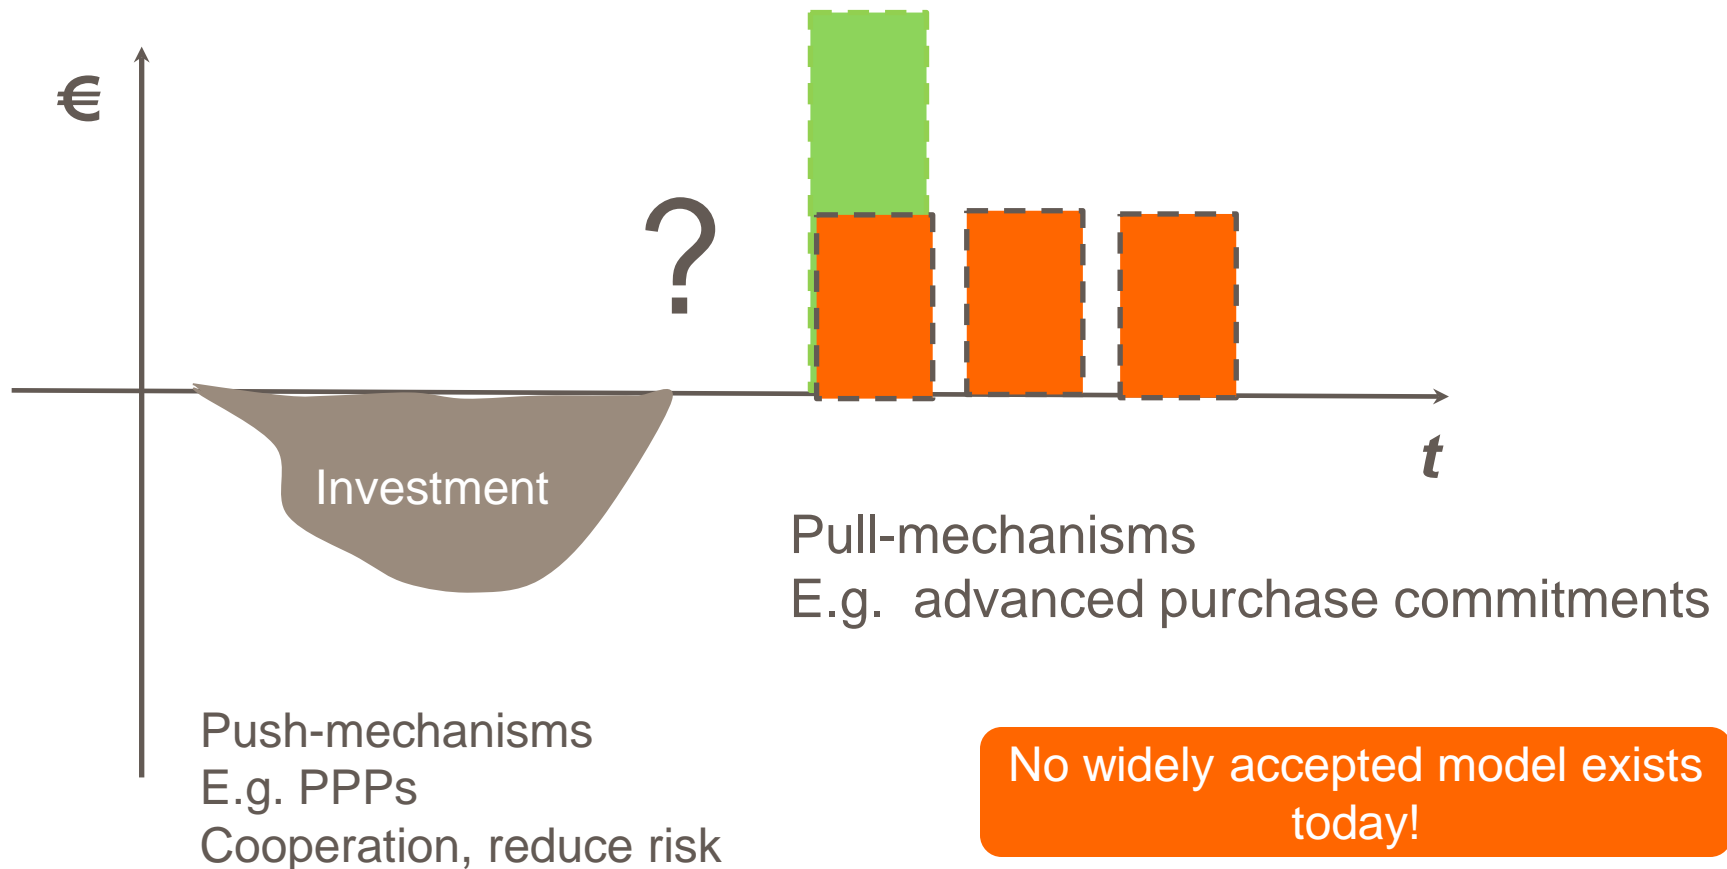 €
?
t
Investment
Pull-mechanisms
E.g. advanced purchase commitments
Push-mechanisms
E.g. PPPs
Cooperation, reduce risk
No widely accepted model exists
today!